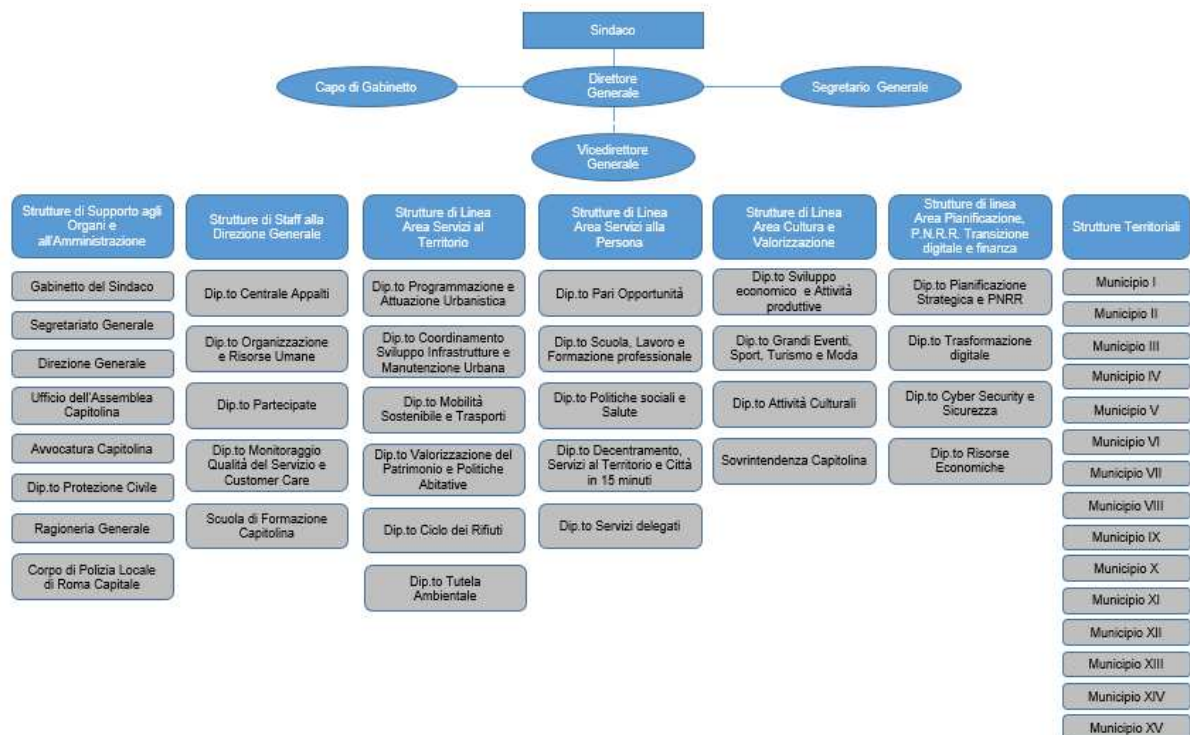 Sindaco
Capo di Gabinetto
Direttore
Generale
Segretario Generale
Vicedirettore
Generale
Strutture di Supporto agli
Organi e
all'Amministrazione
Gabinetto del Sindaco
Segretariato Generale
Direzione Generale
Ufficio dell'Assemblea
Capitolina
Avvocatura Capitolina
Dip.to Protezione Civile
Ragioneria Generale
Corpo di Polizia Locale
di Roma Capitale
Strutture di Staff alla
Direzione Generale
Dip.to Centrale Appalti
Dip.to Organizzazione
e Risorse Umane
Dip.to Partecipate
Dip.to Monitoraggio
Qualità del Servizio e
Customer Care
Scuola di Formazione
Capitolina
Strutture di Linea
Area Servizi al
Territorio
Dip.to Programmazione e
Attuazione Urbanistica
Dip.to Coordinamento
Sviluppo Infrastrutture e
Manutenzione Urbana
Dip.to Mobilità
Sostenibile e Trasporti
Dip.to Valorizzazione del
Patrimonio e Politiche
Abitative
Dip.to Ciclo dei Rifiuti
Dip.to Tutela
Ambientale
Strutture di Linea
Area Servizi alla
Persona
Dip.to Pari Opportunità
Dip.to Scuola, Lavoro e
Formazione professionale
Dip.to Politiche sociali e
Salute
Dip.to Decentramento,
Servizi al Territorio e Città
in 15 minuti
Dip.to Servizi delegati
Strutture di Linea
Area Cultura e
Valorizzazione
Dip.to Sviluppo
economico e Attività
produttive
Dip.to Grandi Eventi,
Sport, Turismo e Moda
Dip.to Attività Culturali
Sovrintendenza Capitolina
Strutture di linea
Area Pianificazione,
P.N.R.R. Transizione
digitale e finanza
Dip.to Pianificazione
Strategica e PNRR
Dip.to Trasformazione
digitale
Dip.to Cyber Security e
Sicurezza
Dip.to Risorse
Economiche
Strutture Territoriali
Municipio I
Municipio II
Municipio III
Municipio IV
Municipio V
Municipio VI
Municipio VII
Municipio VIII
Municipio IX
Municipio X
Municipio XI
Municipio XII
Municipio XIII
Municipio XIV
Municipio XV